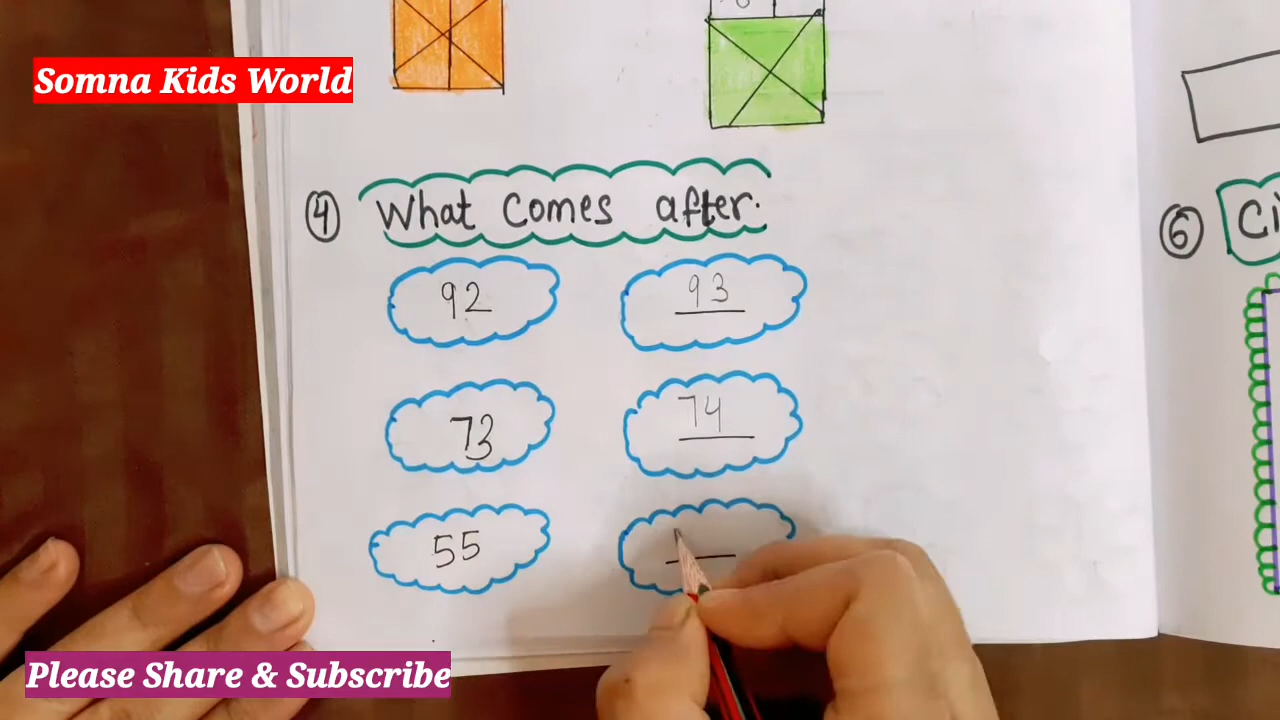 Somna Kids World
④ What Comes after.
92 93
73 74
55
⑥ Ci
Please Share & Subscribe